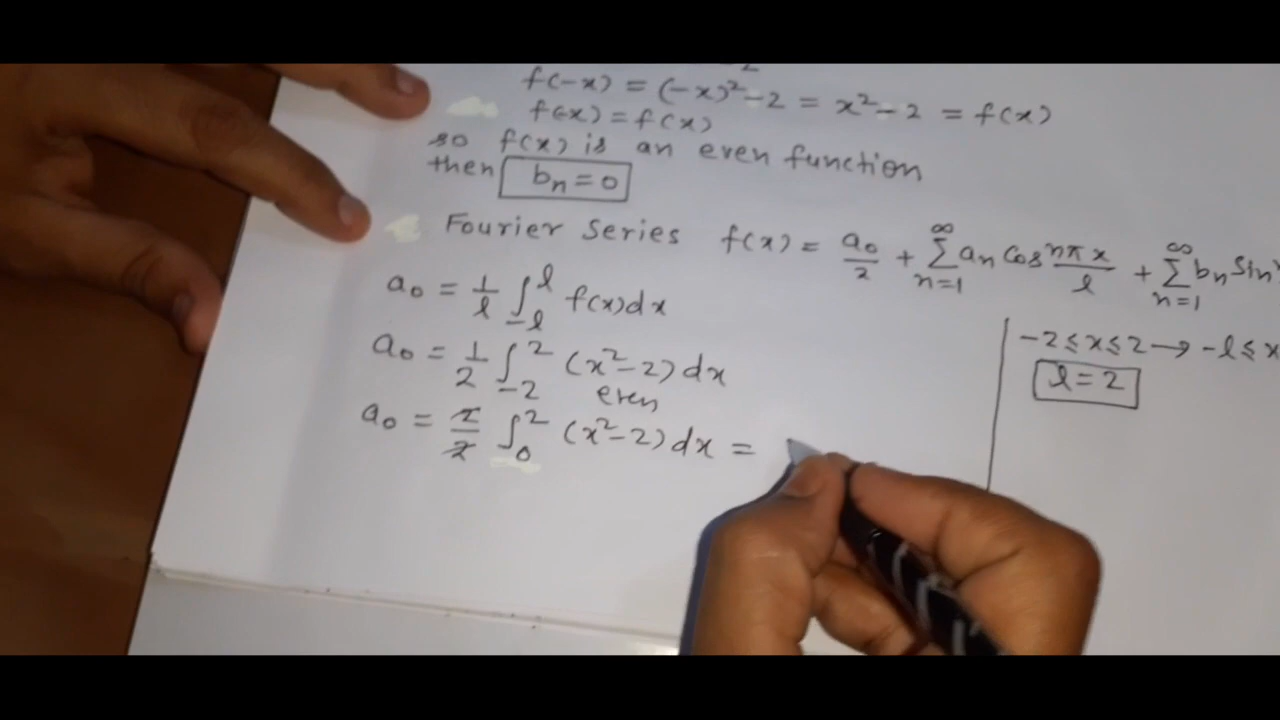 f(-x) = (-x)²-2 = x²-2 = f(x)
f(-x) = f(x)
so f(x) is an even function
then bn = 0
Fourier Series f(x) = a₀/2 + ∑ₙ₌₁^∞ aₙ Cos nπx/l + ∑ₙ₌₁^∞ bₙ Sin
a₀ = 1/l ∫₋ₗ^l f(x)dx
-2 ≤ x ≤ 2 → -l ≤ x
l = 2
a₀ = 1/2 ∫₋₂² (x²-2) dx
even
a₀ = 2/2 ∫₀² (x²-2) dx =